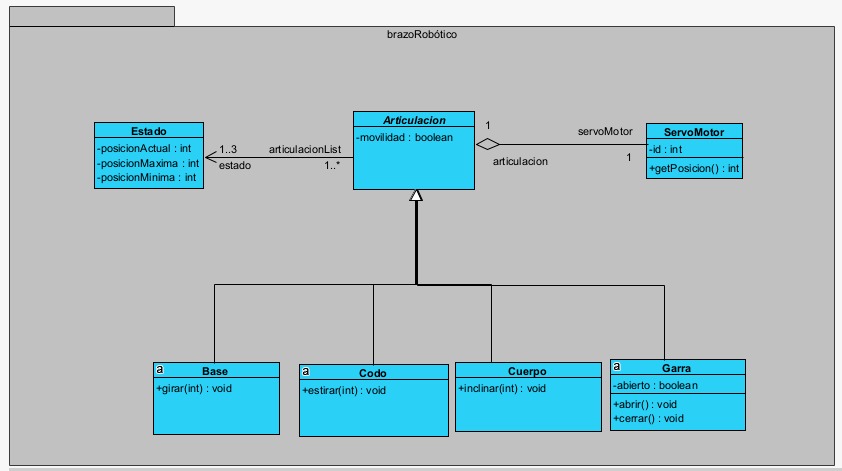 brazoRobótico
Estado
-posicionActual : int
-posicionMaxima : int
-posicionMinima : int
1..3
estado
articulacionList
1..*
Articulacion
-movilidad : boolean
1
articulacion
servoMotor
1
ServoMotor
-id : int
+getPosicion() : int
a
Base
+girar(int) : void
a
Codo
+estirar(int) : void
Cuerpo
+inclinar(int) : void
a
Garra
-abierto : boolean
+abrir() : void
+cerrar() : void